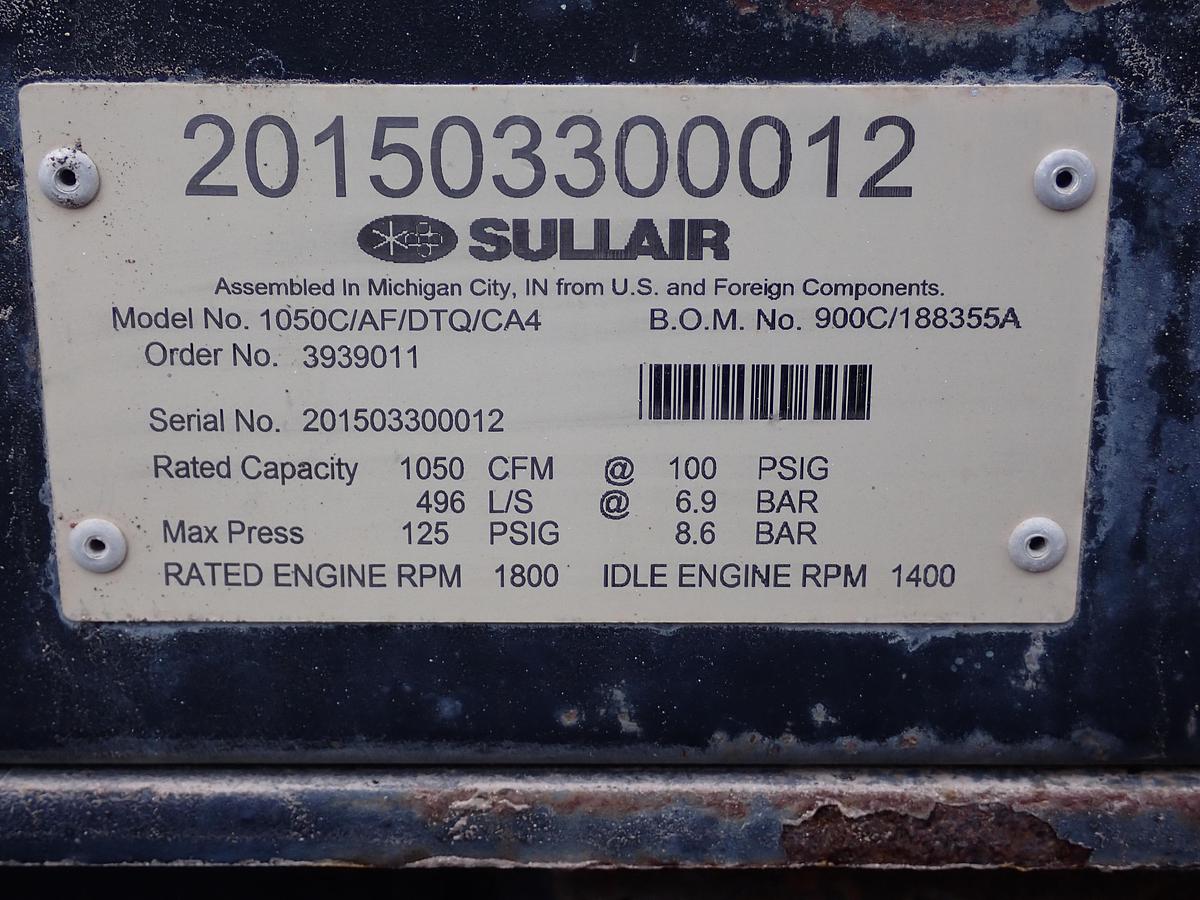 201503300012
SULLAIR
Assembled In Michigan City, IN from U.S. and Foreign Components.
Model No. 1050C/AF/DTQ/CA4 B.O.M. No. 900C/188355A
Order No. 3939011
Serial No. 201503300012
Rated Capacity 1050 CFM @ 100 PSIG
496 L/S @ 6.9 BAR
Max Press 125 PSIG 8.6 BAR
RATED ENGINE RPM 1800 IDLE ENGINE RPM 1400